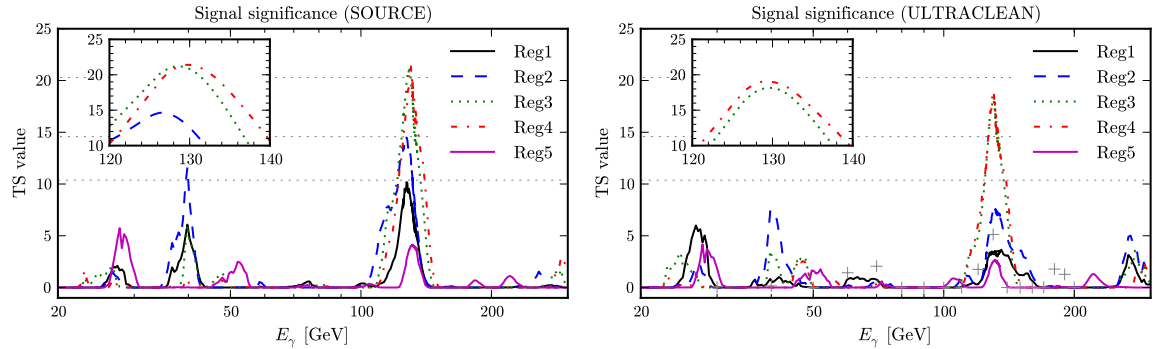 Signal significance (SOURCE)
TS value
25
20
15
10
5
0
20
50
100
200
E_γ [GeV]
25
20
15
10
120
130
140
Reg1
Reg2
Reg3
Reg4
Reg5
Signal significance (ULTRACLEAN)
TS value
25
20
15
10
5
0
20
50
100
200
E_γ [GeV]
25
20
15
10
120
130
140
Reg1
Reg2
Reg3
Reg4
Reg5